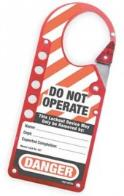 DO NOT
OPERATE
This Lockout Device May
Only be Removed by:
Name
Dept.
Expected Completion
DANGER